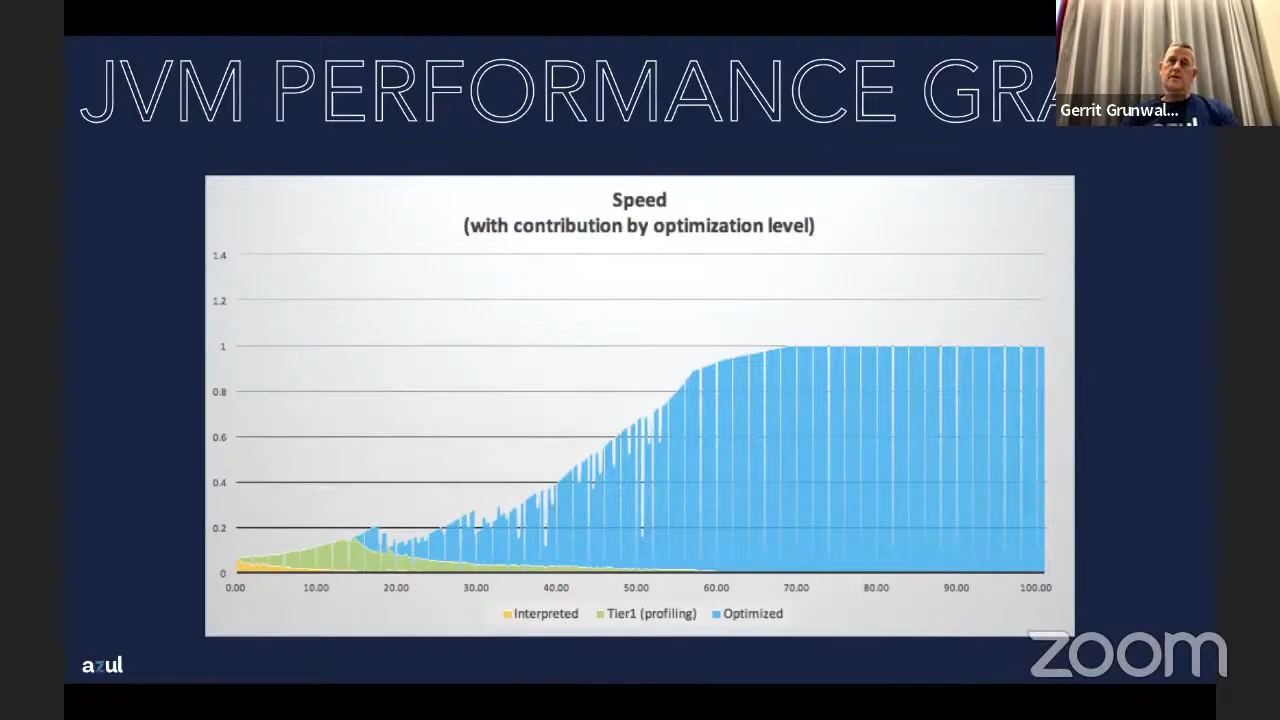 JVM PERFORMANCE GRA
Gerrit Grunwal...
Speed
(with contribution by optimization level)
1.4
1.2
1
0.8
0.6
0.4
0.2
0
0.00 10.00 20.00 30.00 40.00 50.00 60.00 70.00 80.00 90.00 100.00
Interpreted Tier1 (profiling) Optimized
azul
zoom